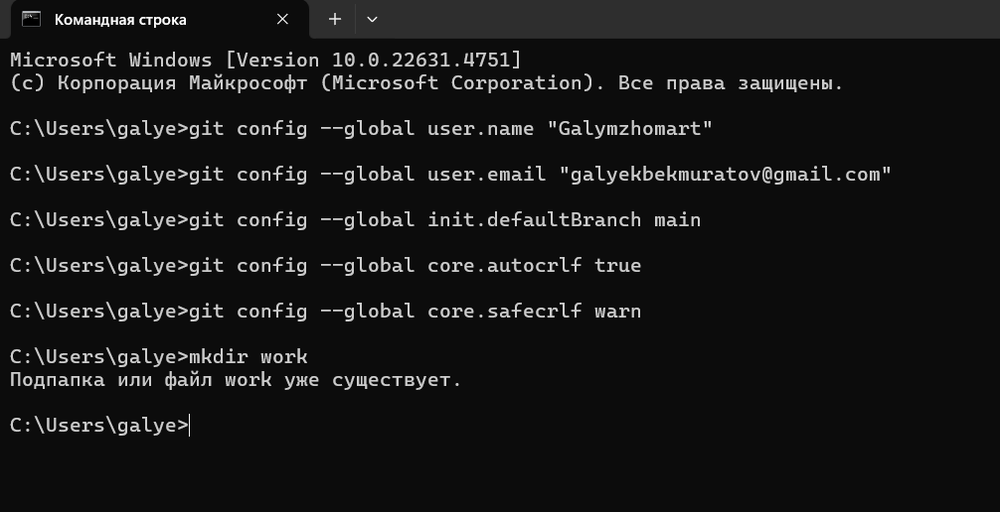 Командная строка
Microsoft Windows [Version 10.0.22631.4751]
(c) Корпорация Майкрософт (Microsoft Corporation). Все права защищены.
C:\Users\galye>git config --global user.name "Galymzhomart"
C:\Users\galye>git config --global user.email "galyekbekmuratov@gmail.com"
C:\Users\galye>git config --global init.defaultBranch main
C:\Users\galye>git config --global core.autocrlf true
C:\Users\galye>git config --global core.safecrlf warn
C:\Users\galye>mkdir work
Подпапка или файл work уже существует.
C:\Users\galye>